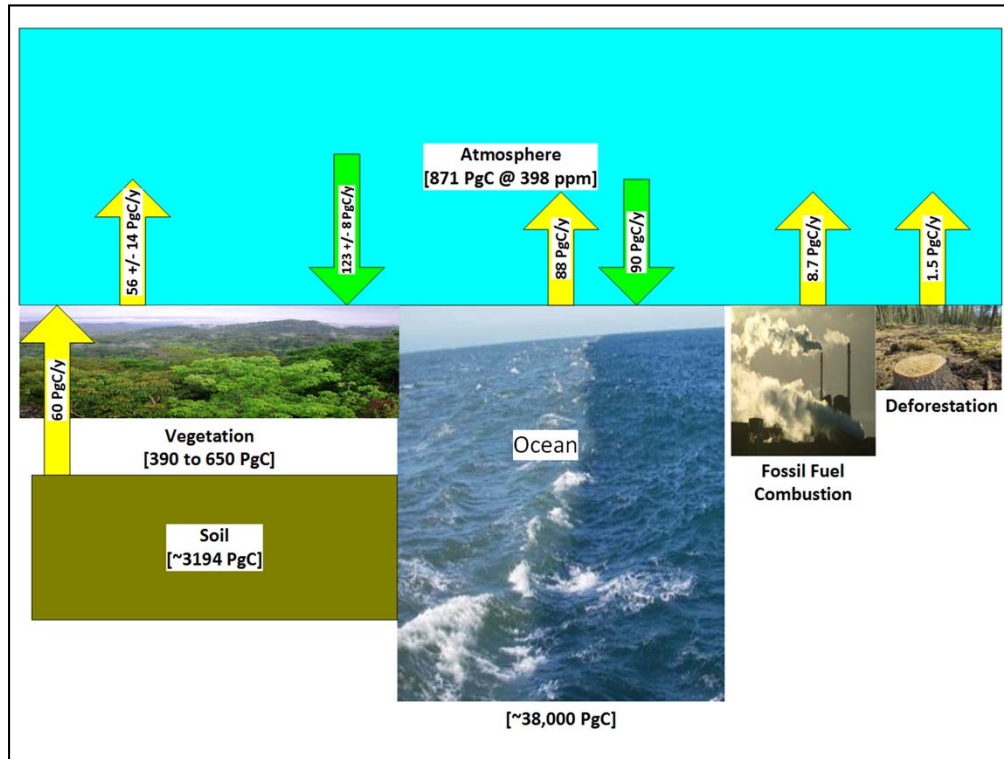 Atmosphere
[871 PgC @ 398 ppm]
56 +/- 14 PgC/y
123 +/- 8 PgC/y
88 PgC/y
90 PgC/y
8.7 PgC/y
1.5 PgC/y
60 PgC/y
Vegetation
[390 to 650 PgC]
Ocean
Fossil Fuel
Combustion
Deforestation
Soil
[~3194 PgC]
[~38,000 PgC]